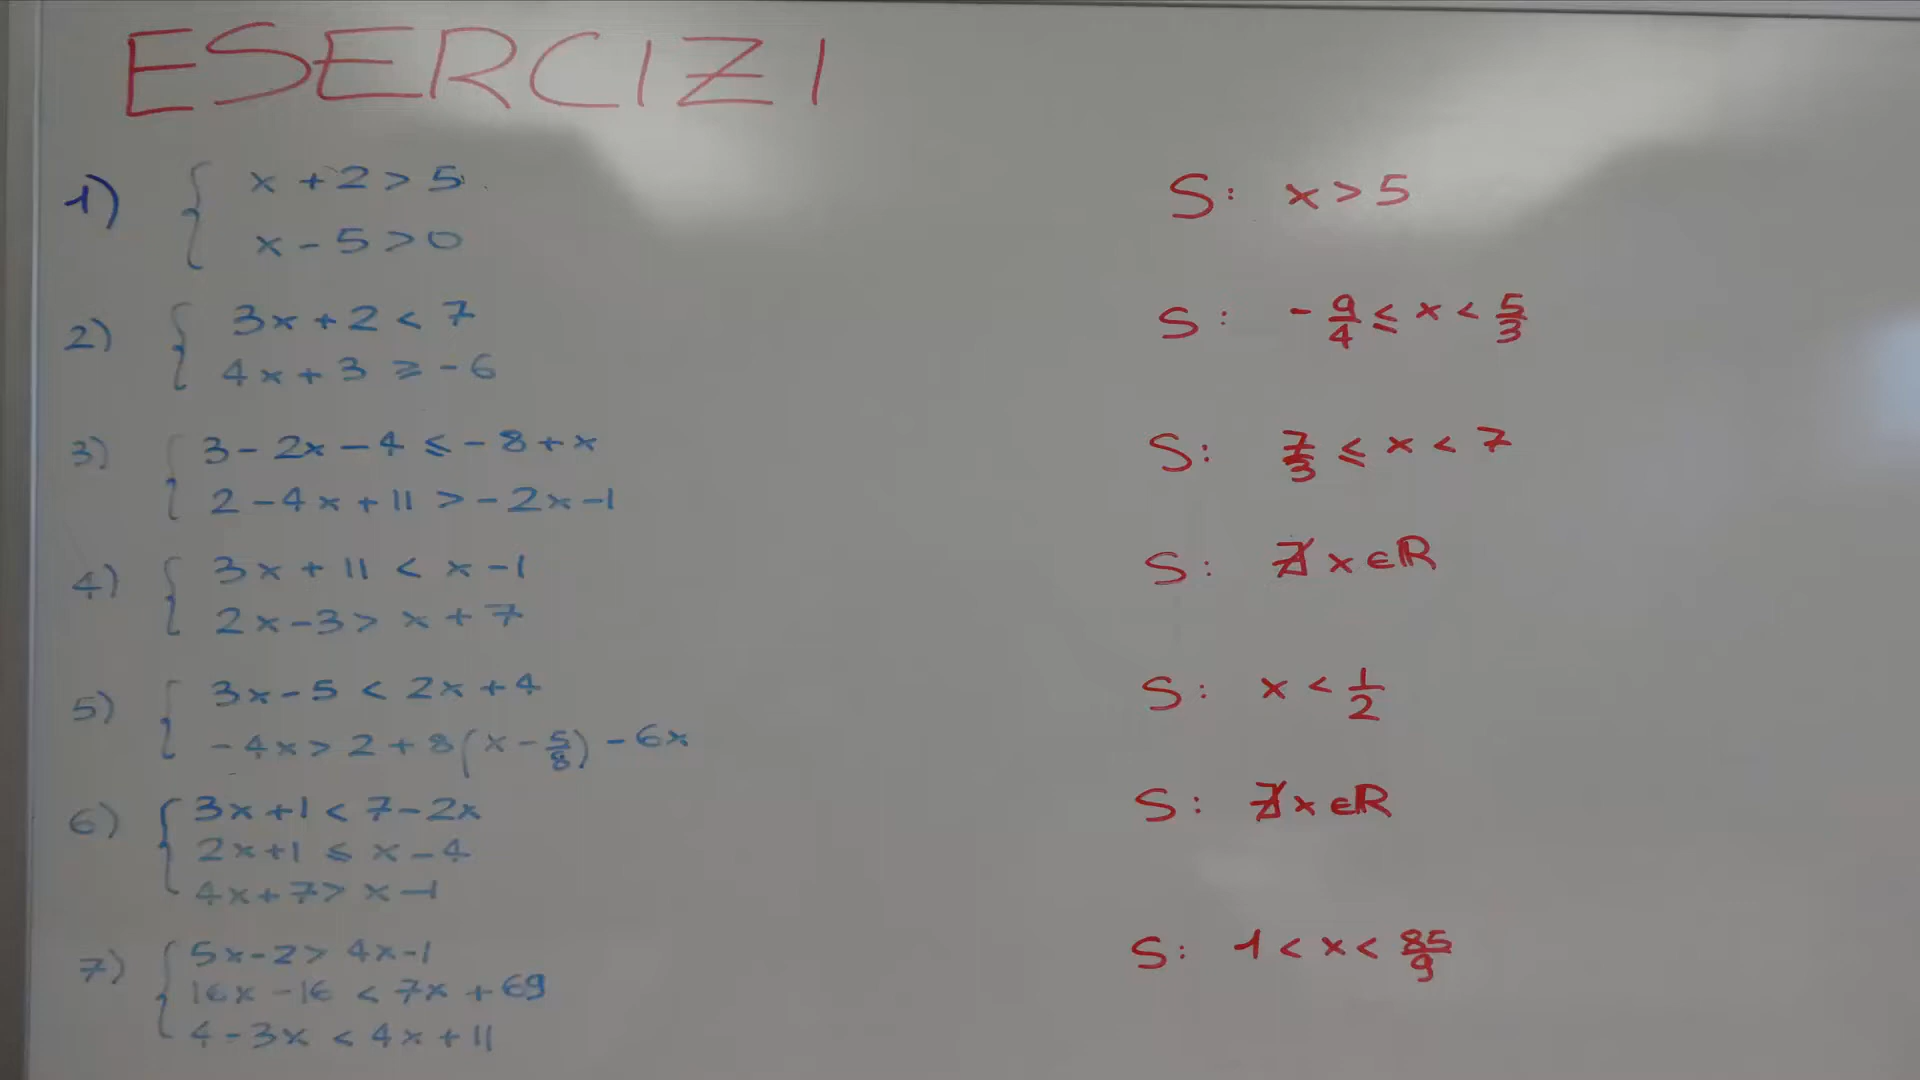 ESERCIZI
1) { x + 2 > 5 S: x > 5
x - 5 > 0
2) { 3x + 2 < 7 S: - 9/4 ≤ x < 5/3
4x + 3 ≥ - 6
3) { 3 - 2x - 4 ≤ - 8 + x S: 7/3 ≤ x < 7
2 - 4x + 11 > - 2x - 1
4) { 3x + 11 < x - 1 S: ∄ x ∈ ℝ
2x - 3 > x + 7
5) { 3x - 5 < 2x + 4 S: x < 1/2
- 4x > 2 + 8 (x - 5/8) - 6x
6) { 3x + 1 < 7 - 2x S: ∄ x ∈ ℝ
2x + 1 ≤ x - 4
4x + 7 > x - 1
7) { 5x - 2 > 4x - 1 S: 1 < x < 85/9
16x - 16 < 7x + 69
4 - 3x < 4x + 11